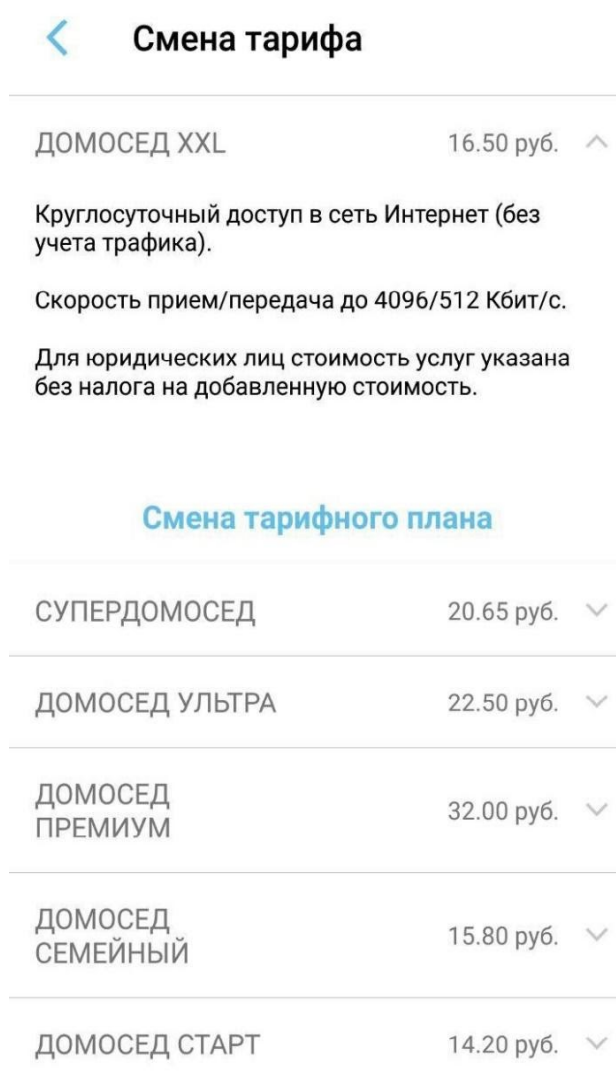 Смена тарифа
ДОМОСЕД XXL 16.50 руб.
Круглосуточный доступ в сеть Интернет (без
учета трафика).
Скорость прием/передача до 4096/512 Кбит/с.
Для юридических лиц стоимость услуг указана
без налога на добавленную стоимость.
Смена тарифного плана
СУПЕРДОМОСЕД 20.65 руб.
ДОМОСЕД УЛЬТРА 22.50 руб.
ДОМОСЕД
ПРЕМИУМ 32.00 руб.
ДОМОСЕД
СЕМЕЙНЫЙ 15.80 руб.
ДОМОСЕД СТАРТ 14.20 руб.